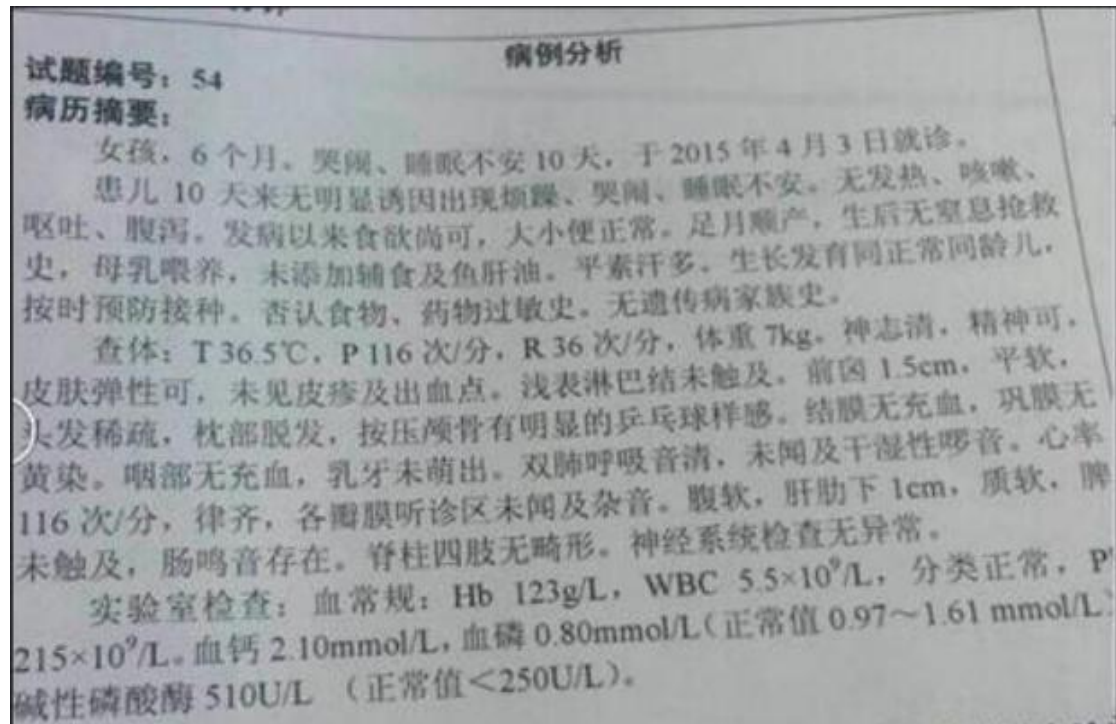 病例分析
试题编号：54
病历摘要：
女孩，6个月。哭闹、睡眠不安10天，于2015年4月3日就诊。
患儿10天来无明显诱因出现烦躁、哭闹、睡眠不安。无发热、咳嗽、
呕吐、腹泻。发病以来食欲尚可，大小便正常。足月顺产，生后无窒息抢救
史，母乳喂养，未添加辅食及鱼肝油。平素汗多。生长发育同正常同龄儿，
按时预防接种。否认食物、药物过敏史。无遗传病家族史。
查体：T 36.5℃，P 116次/分，R 36次/分，体重7kg。神志清，精神可，
皮肤弹性可，未见皮疹及出血点。浅表淋巴结未触及。前囟1.5cm，平软，
头发稀疏，枕部脱发，按压颅骨有明显的乒乓球样感。结膜无充血，巩膜无
黄染。咽部无充血，乳牙未萌出。双肺呼吸音清，未闻及干湿性啰音。心率
116次/分，律齐，各瓣膜听诊区未闻及杂音。腹软，肝肋下1cm，质软，脾
未触及，肠鸣音存在。脊柱四肢无畸形。神经系统检查无异常。
实验室检查：血常规：Hb 123g/L，WBC 5.5×10⁹/L，分类正常，P
215×10⁹/L。血钙2.10mmol/L，血磷0.80mmol/L（正常值0.97～1.61 mmol/L）
碱性磷酸酶510U/L （正常值＜250U/L）。